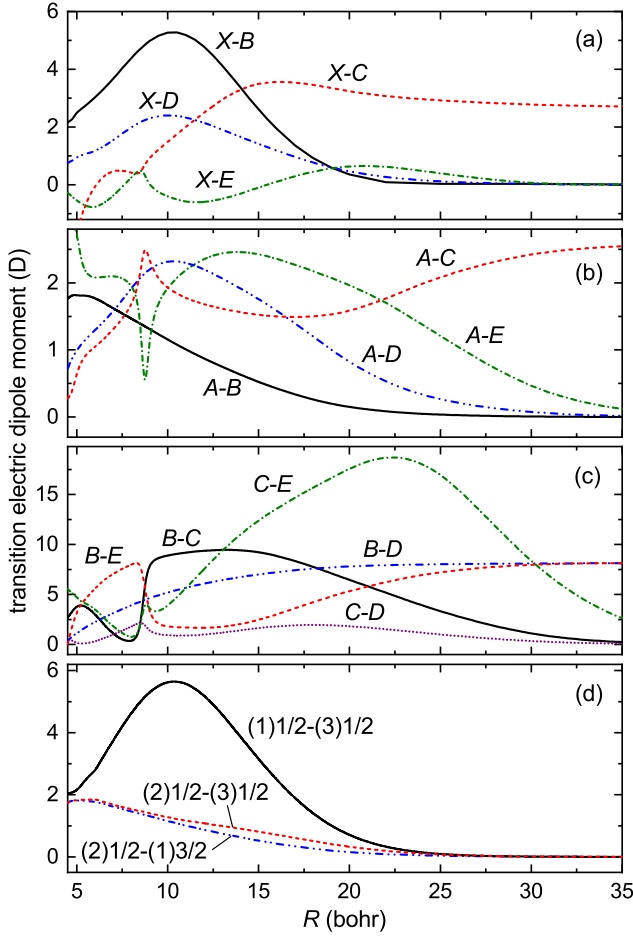 transition electric dipole moment (D)
(a)
X-B
X-C
X-D
X-E
6
4
2
0
(b)
A-C
A-E
A-D
A-B
2
1
0
(c)
C-E
B-C
B-E
B-D
C-D
15
10
5
0
(d)
(1)1/2-(3)1/2
(2)1/2-(3)1/2
(2)1/2-(1)3/2
6
4
2
0
5 10 15 20 25 30 35
R (bohr)